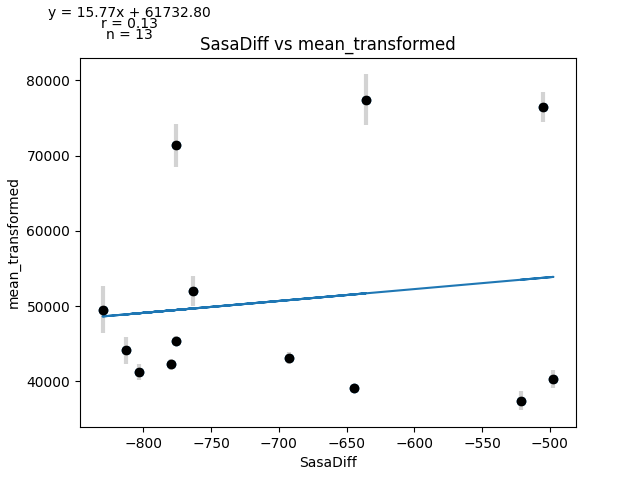 y = 15.77x + 61732.80
r = 0.13
n = 13
SasaDiff vs mean_transformed
80000
70000
60000
50000
40000
mean_transformed
−800
−750
−700
−650
−600
−550
−500
SasaDiff